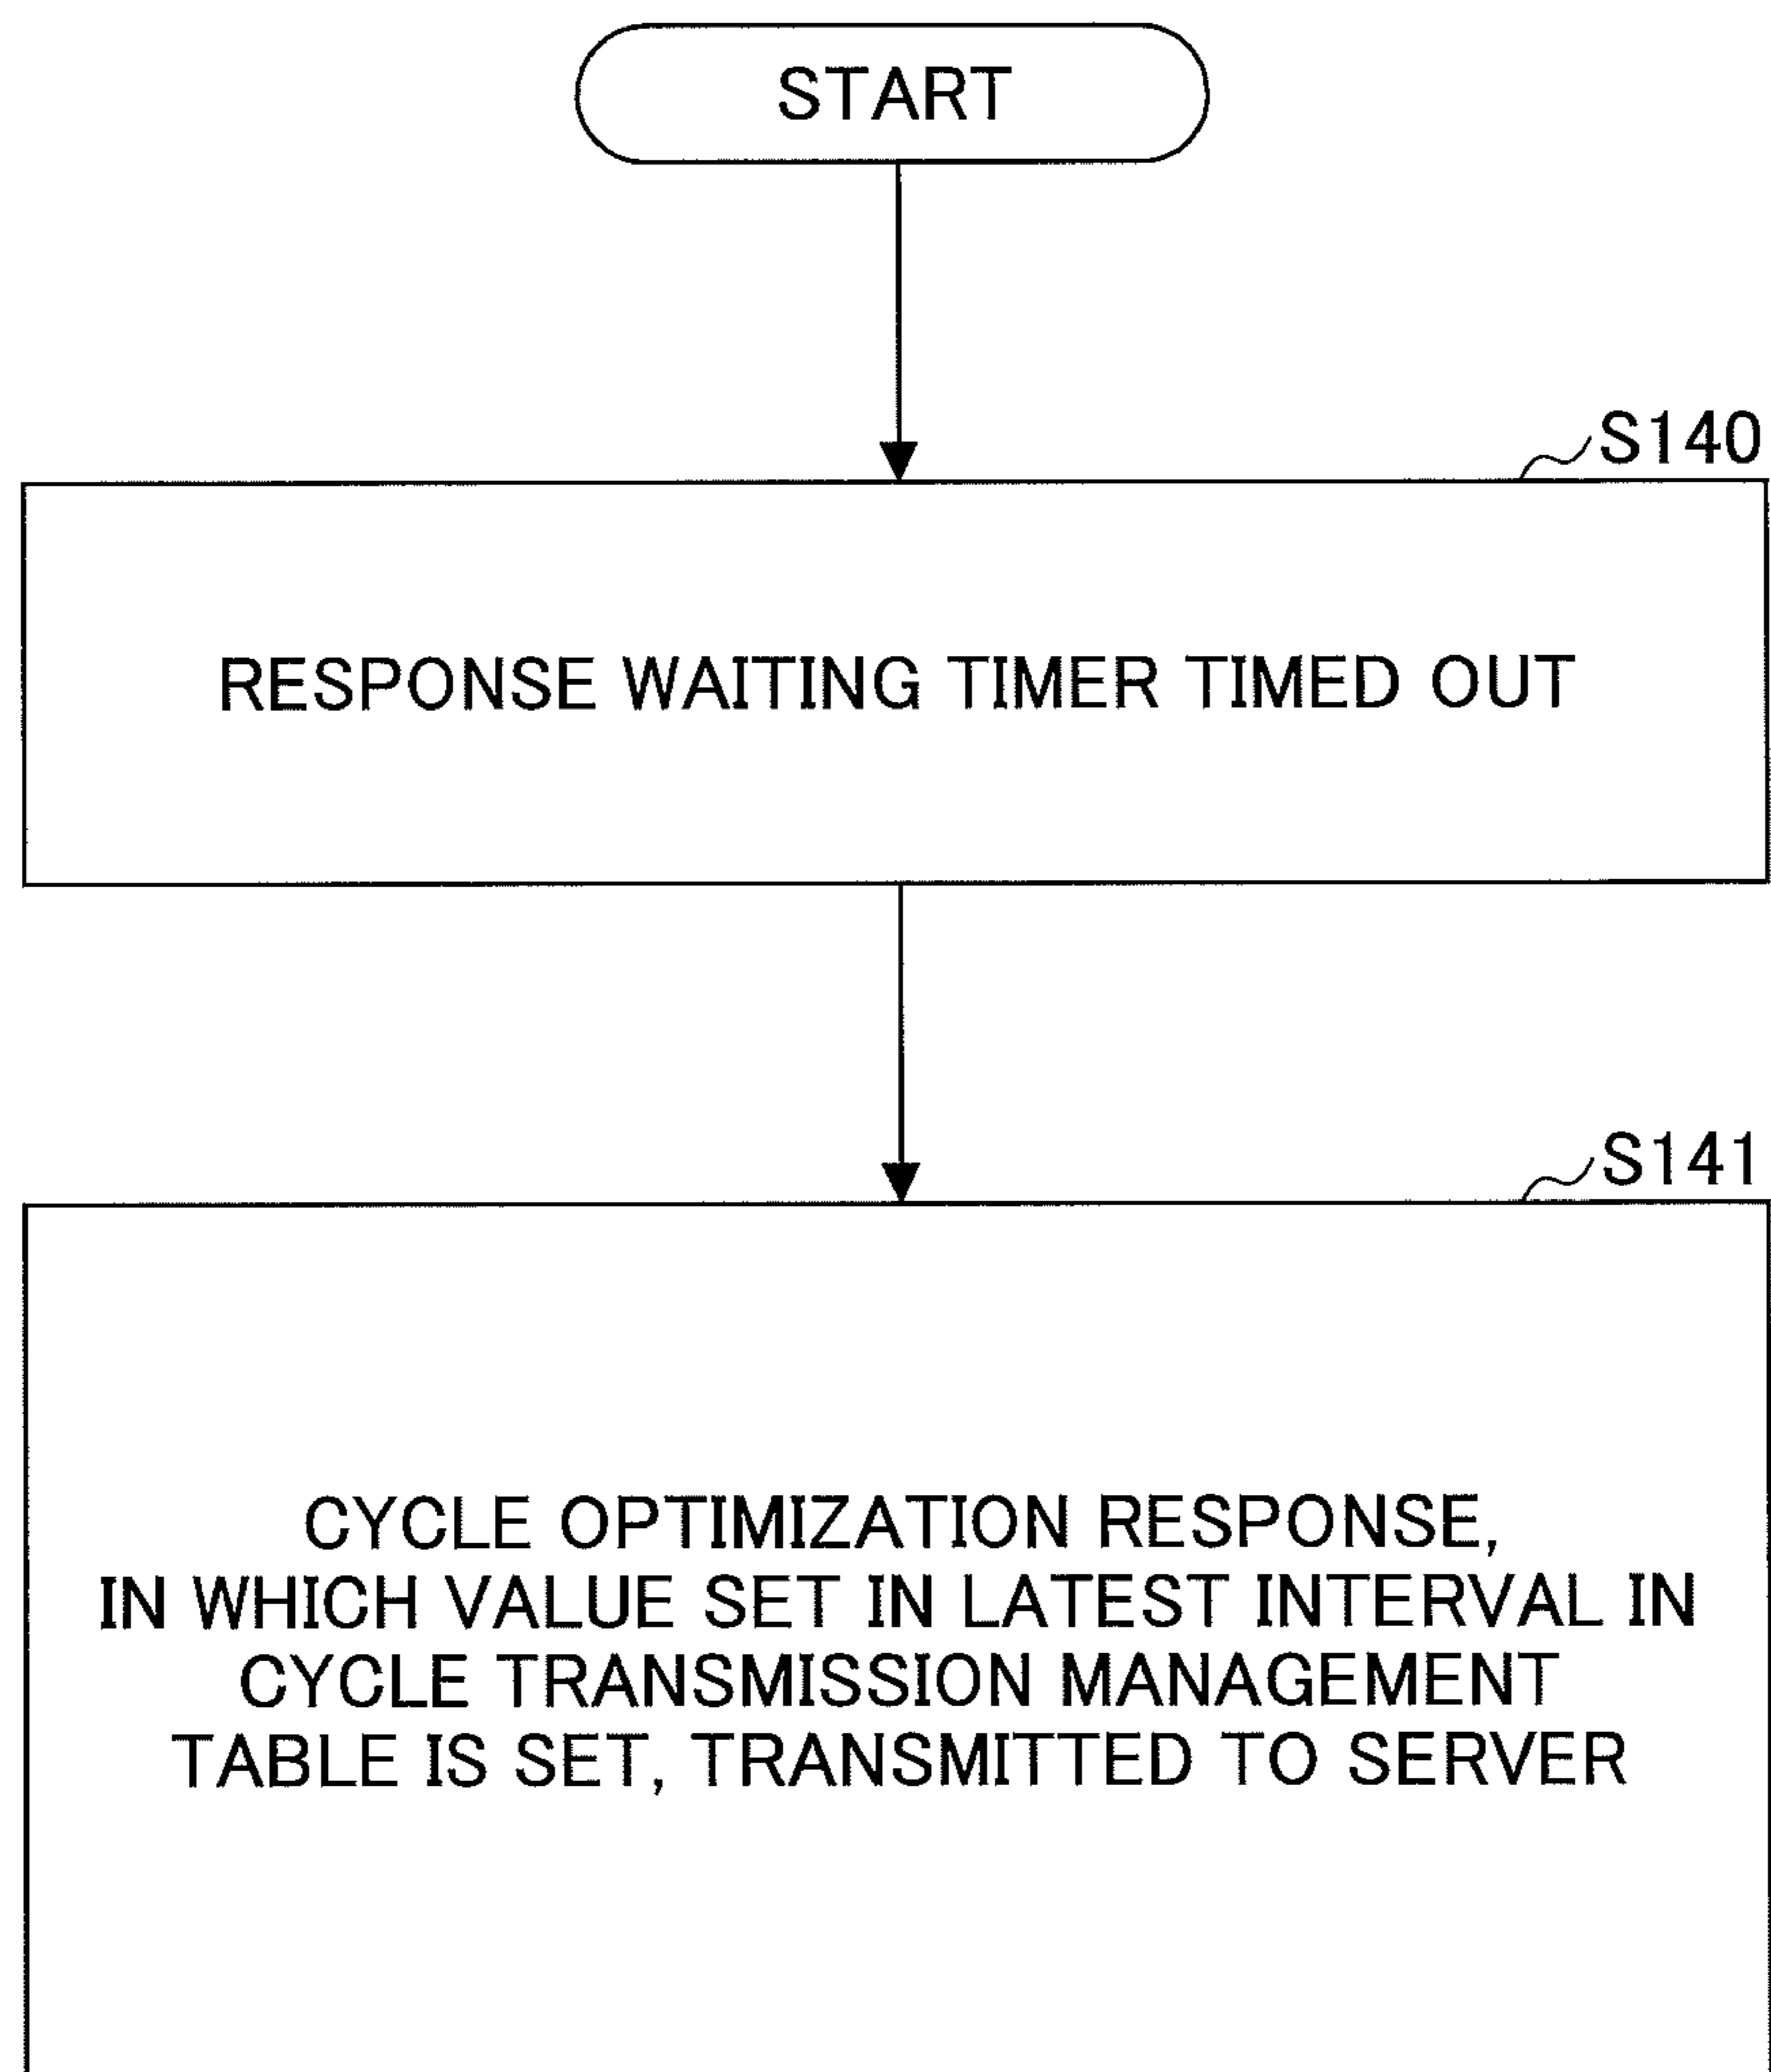 START
S140
RESPONSE WAITING TIMER TIMED OUT
S141
CYCLE OPTIMIZATION RESPONSE,
IN WHICH VALUE SET IN LATEST INTERVAL IN
CYCLE TRANSMISSION MANAGEMENT
TABLE IS SET, TRANSMITTED TO SERVER